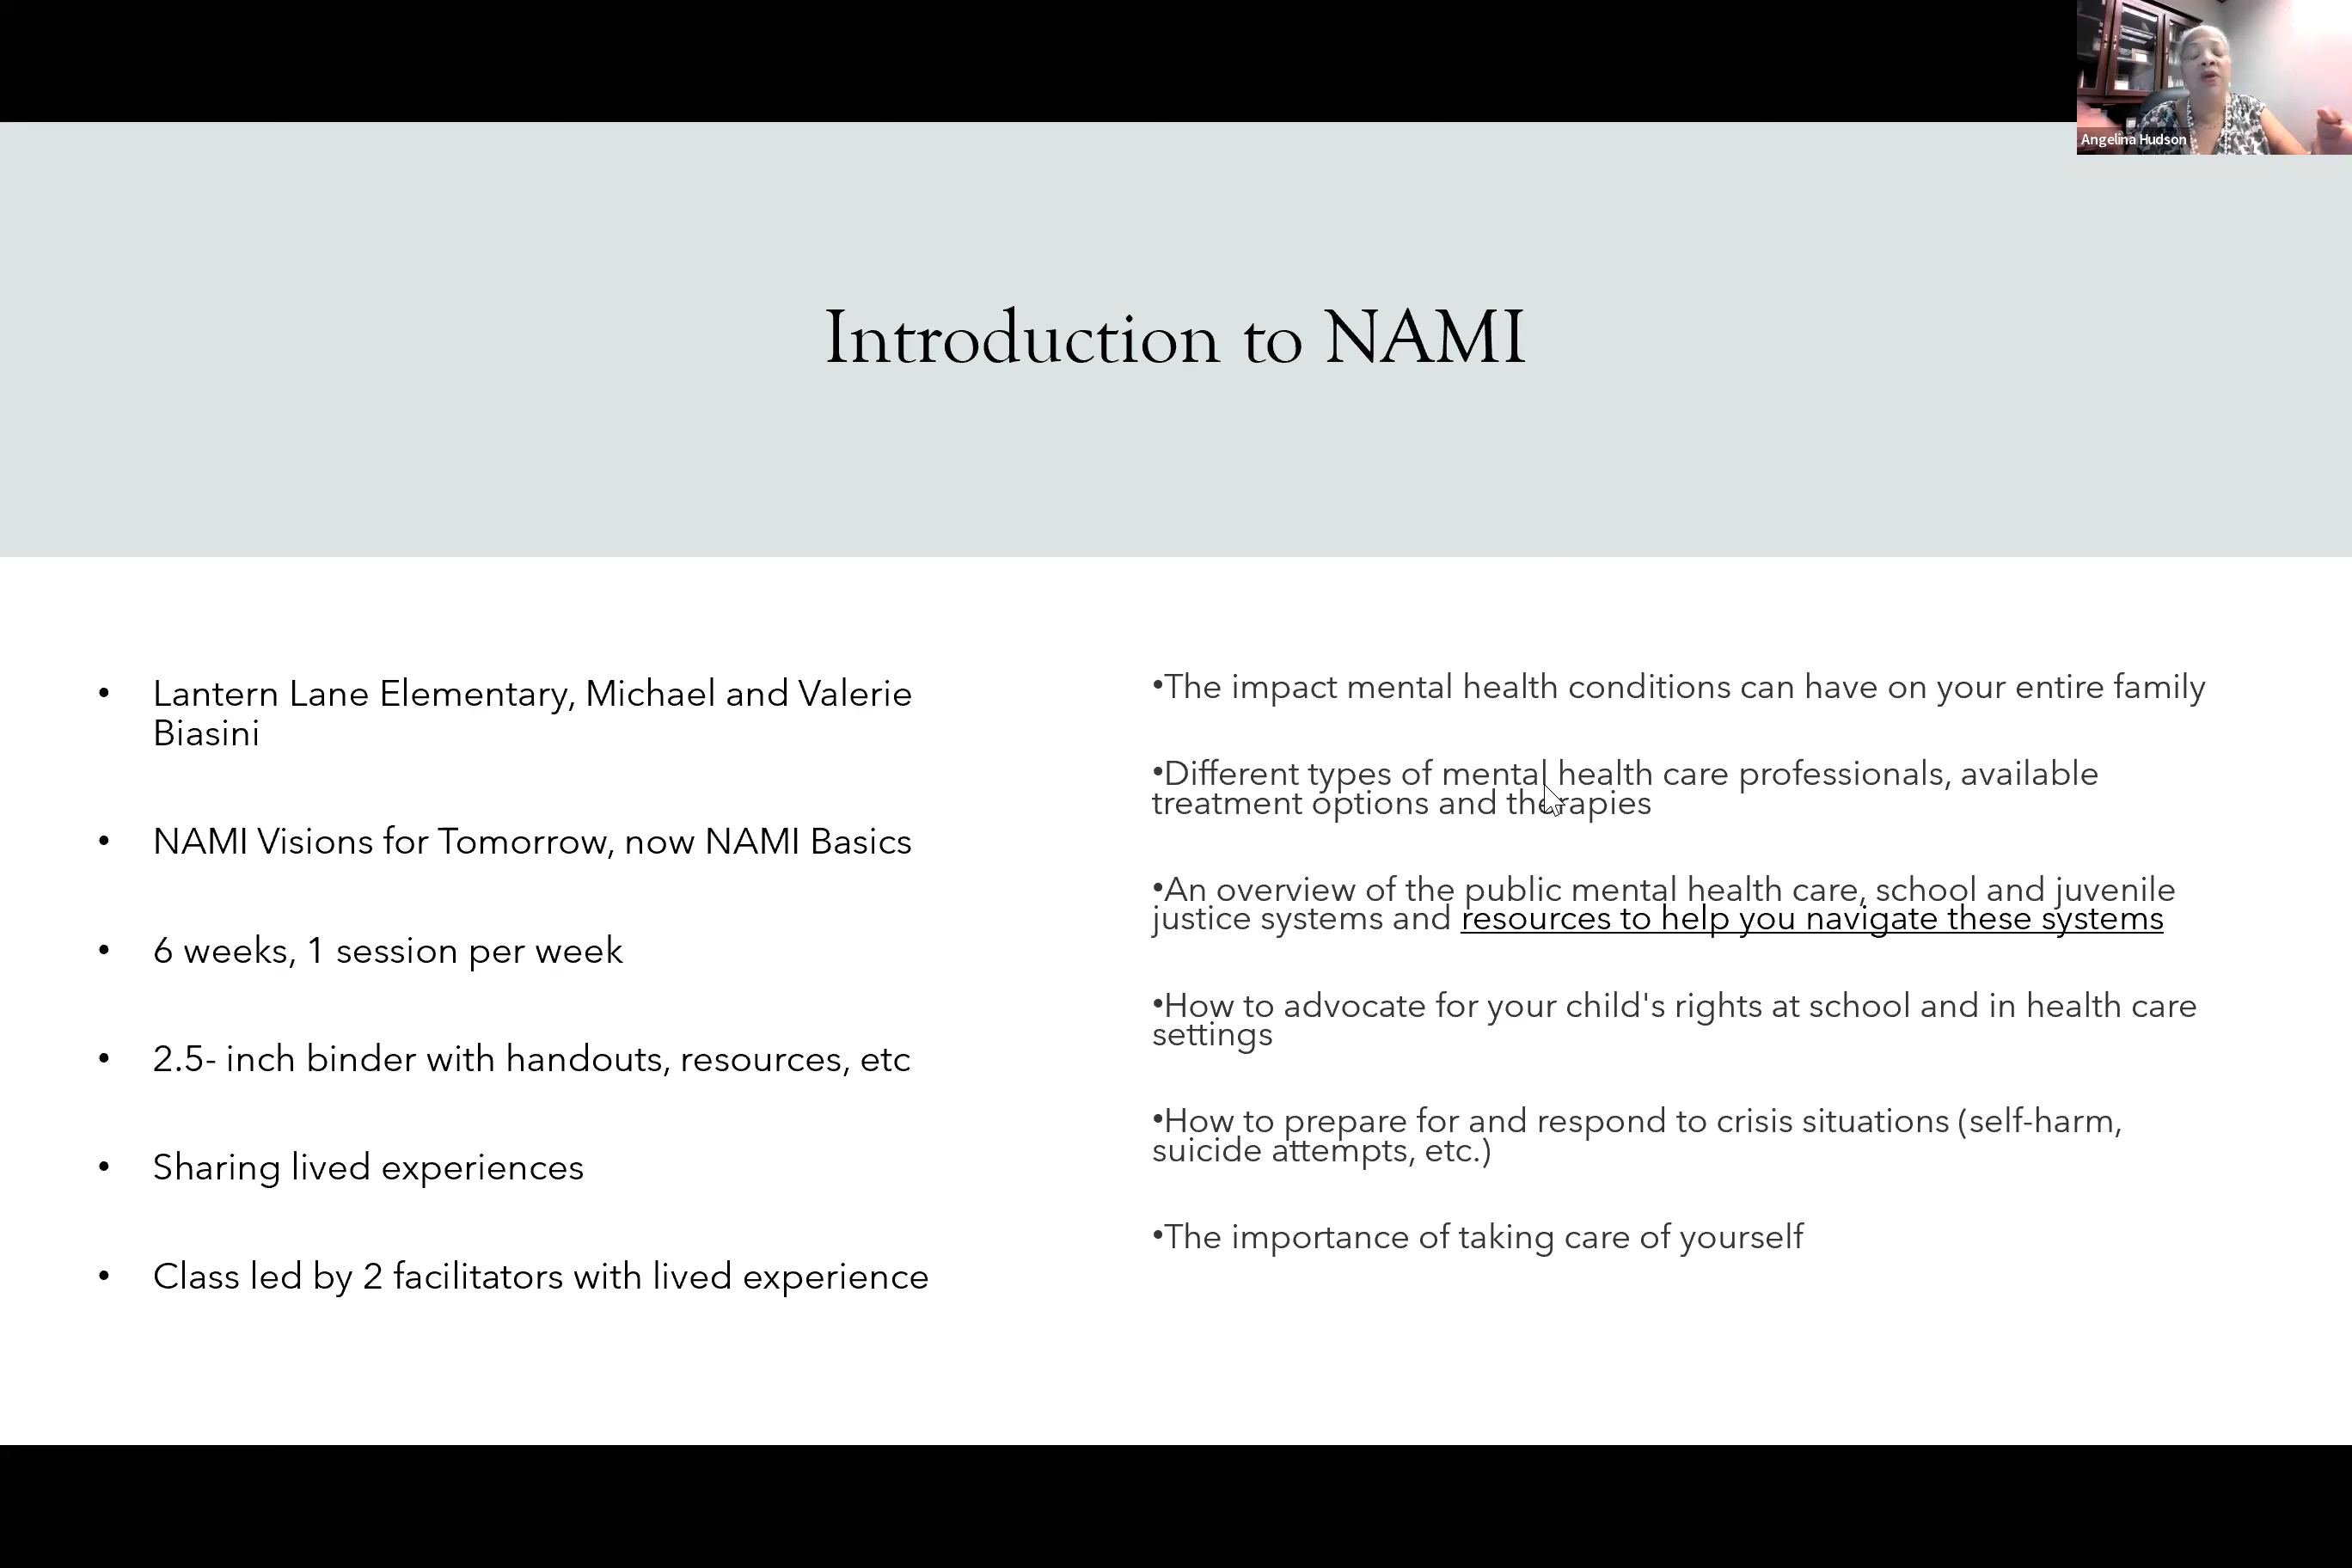 Angelina Hudson
Introduction to NAMI
• Lantern Lane Elementary, Michael and Valerie
Biasini
• NAMI Visions for Tomorrow, now NAMI Basics
• 6 weeks, 1 session per week
• 2.5- inch binder with handouts, resources, etc
• Sharing lived experiences
• Class led by 2 facilitators with lived experience
•The impact mental health conditions can have on your entire family
•Different types of mental health care professionals, available
treatment options and therapies
•An overview of the public mental health care, school and juvenile
justice systems and resources to help you navigate these systems
•How to advocate for your child's rights at school and in health care
settings
•How to prepare for and respond to crisis situations (self-harm,
suicide attempts, etc.)
•The importance of taking care of yourself